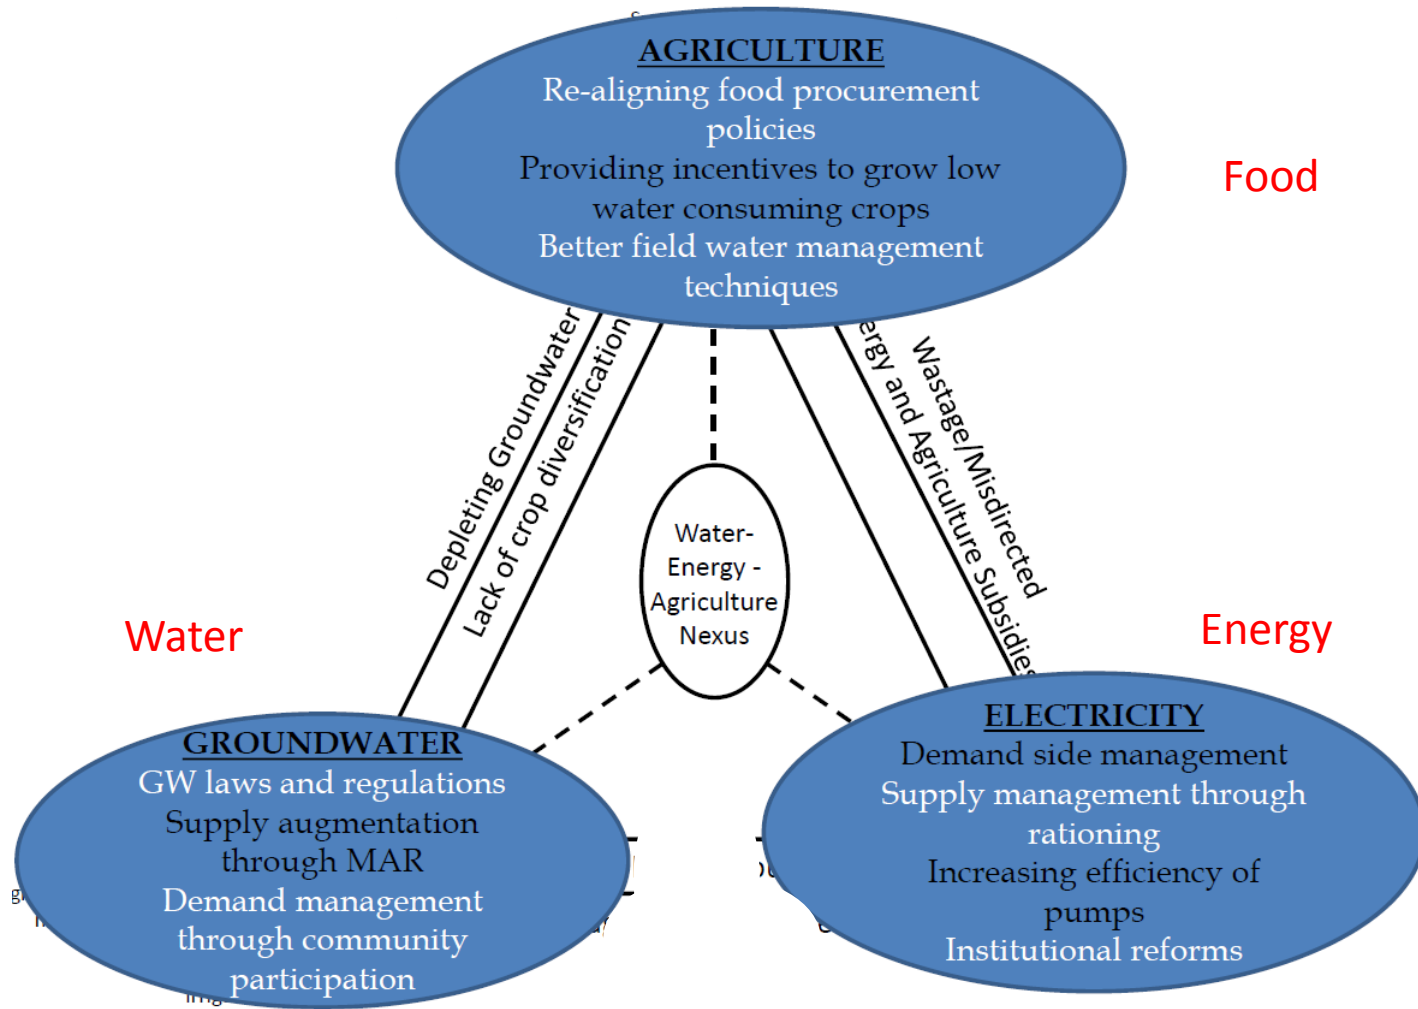 AGRICULTURE
Re-aligning food procurement
policies
Providing incentives to grow low
water consuming crops
Better field water management
techniques
Food
Depleting Groundwater
Lack of crop diversification
Wastage/Misdirected
and Agriculture Subsidies
Water-
Energy -
Agriculture
Nexus
Water
Energy
GROUNDWATER
GW laws and regulations
Supply augmentation
through MAR
Demand management
through community
participation
ELECTRICITY
Demand side management
Supply management through
rationing
Increasing efficiency of
pumps
Institutional reforms